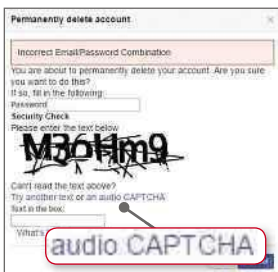 Permanently delete account
Incorrect Email/Password Combination
You are about to permanently delete your account. Are you sure
you want to do this?
If so, fill in the following:
Password
Security Check
Please enter the text below
M3oHm9
Can't read the text above?
Try another text or an audio CAPTCHA
Text in the box:
What's
audio CAPTCHA